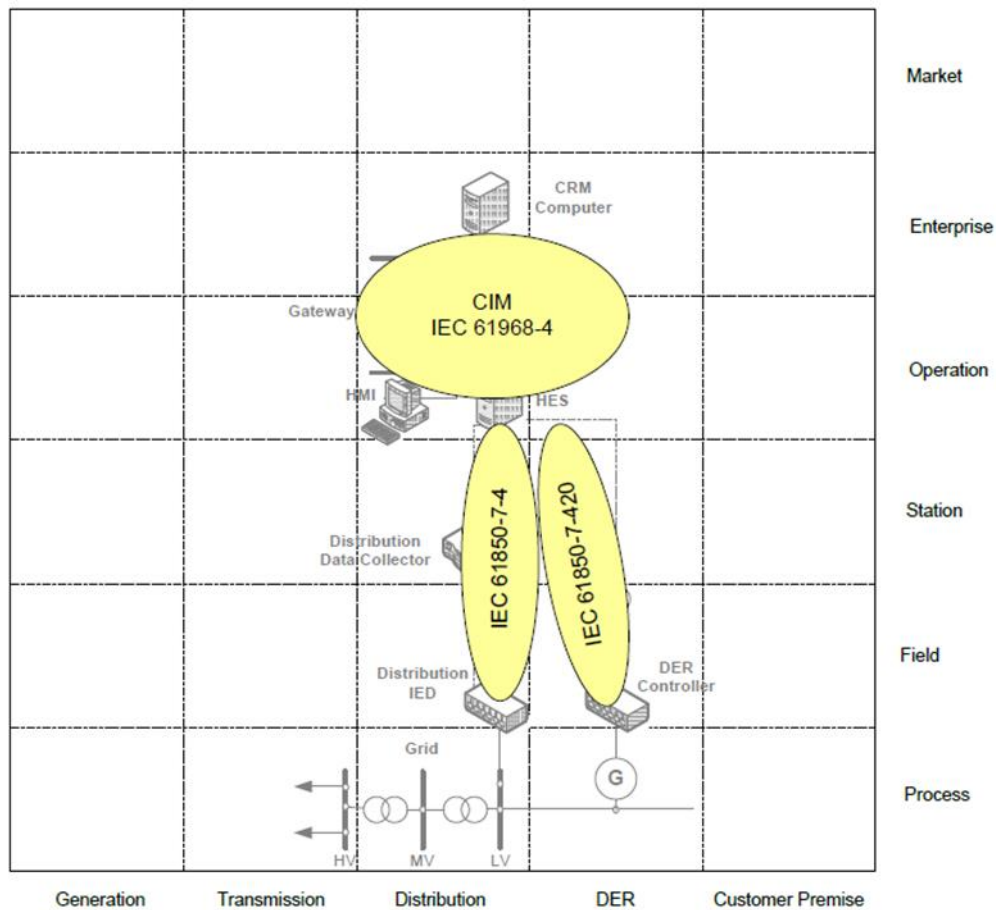 Market
CRM
Computer
Enterprise
Gateway
CIM
IEC 61968-4
Operation
HMI
HES
IEC 61850-7-4
IEC 61850-7-420
Station
Distribution
Data Collector
Field
Distribution
IED
DER
Controller
Grid
G
Process
HV
MV
LV
Generation
Transmission
Distribution
DER
Customer Premise